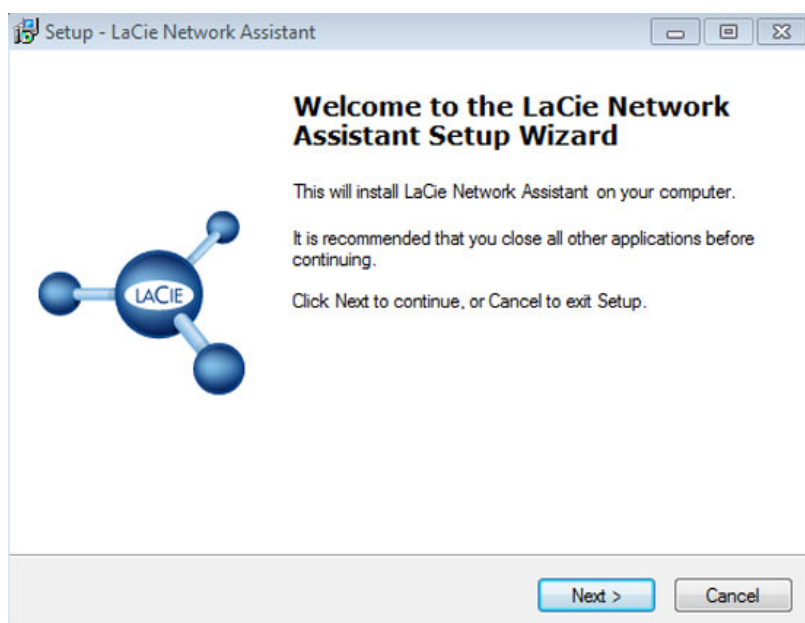 Setup - LaCie Network Assistant
Welcome to the LaCie Network
Assistant Setup Wizard
This will install LaCie Network Assistant on your computer.
It is recommended that you close all other applications before
continuing.
Click Next to continue, or Cancel to exit Setup.
LACIE
Next >
Cancel